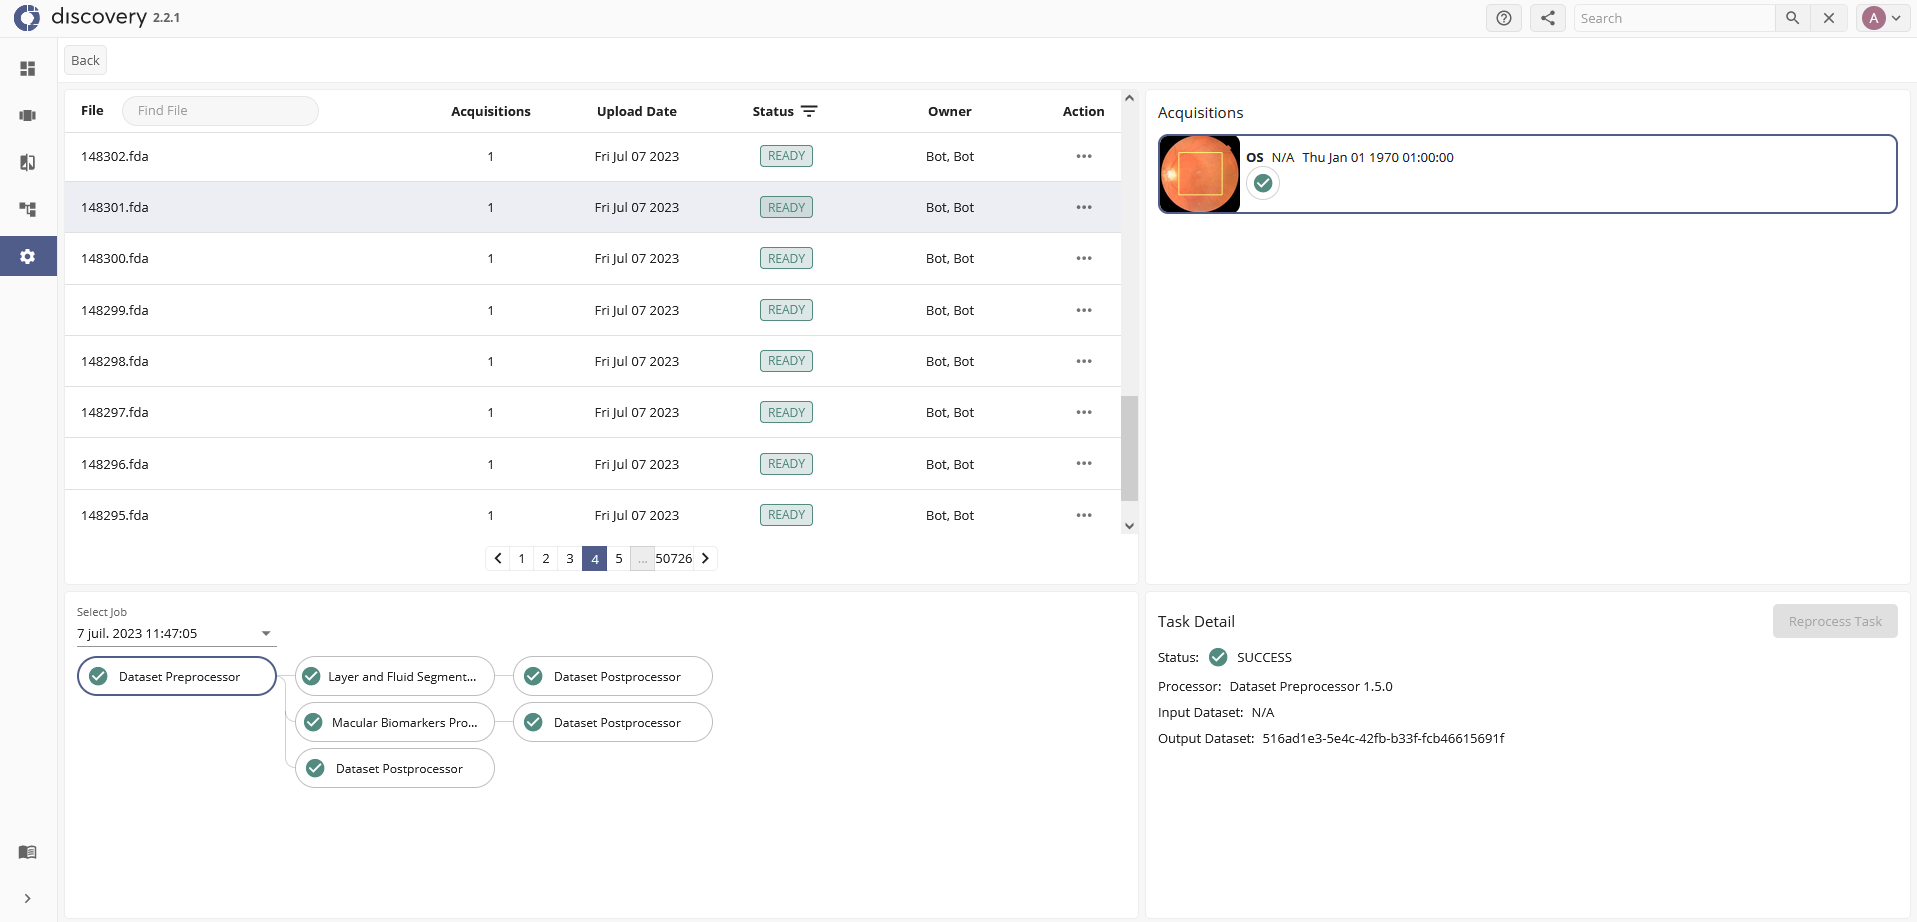 discovery 2.2.1
Search
A
Back
File Find File Acquisitions Upload Date Status Owner Action
148302.fda 1 Fri Jul 07 2023 READY Bot, Bot
148301.fda 1 Fri Jul 07 2023 READY Bot, Bot
148300.fda 1 Fri Jul 07 2023 READY Bot, Bot
148299.fda 1 Fri Jul 07 2023 READY Bot, Bot
148298.fda 1 Fri Jul 07 2023 READY Bot, Bot
148297.fda 1 Fri Jul 07 2023 READY Bot, Bot
148296.fda 1 Fri Jul 07 2023 READY Bot, Bot
148295.fda 1 Fri Jul 07 2023 READY Bot, Bot
1 2 3 4 5 ... 50726
Acquisitions
OS N/A Thu Jan 01 1970 01:00:00
Select Job
7 juil. 2023 11:47:05
Dataset Preprocessor Layer and Fluid Segment... Dataset Postprocessor
Macular Biomarkers Pro... Dataset Postprocessor
Dataset Postprocessor
Task Detail Reprocess Task
Status: SUCCESS
Processor: Dataset Preprocessor 1.5.0
Input Dataset: N/A
Output Dataset: 516ad1e3-5e4c-42fb-b33f-fcb46615691f